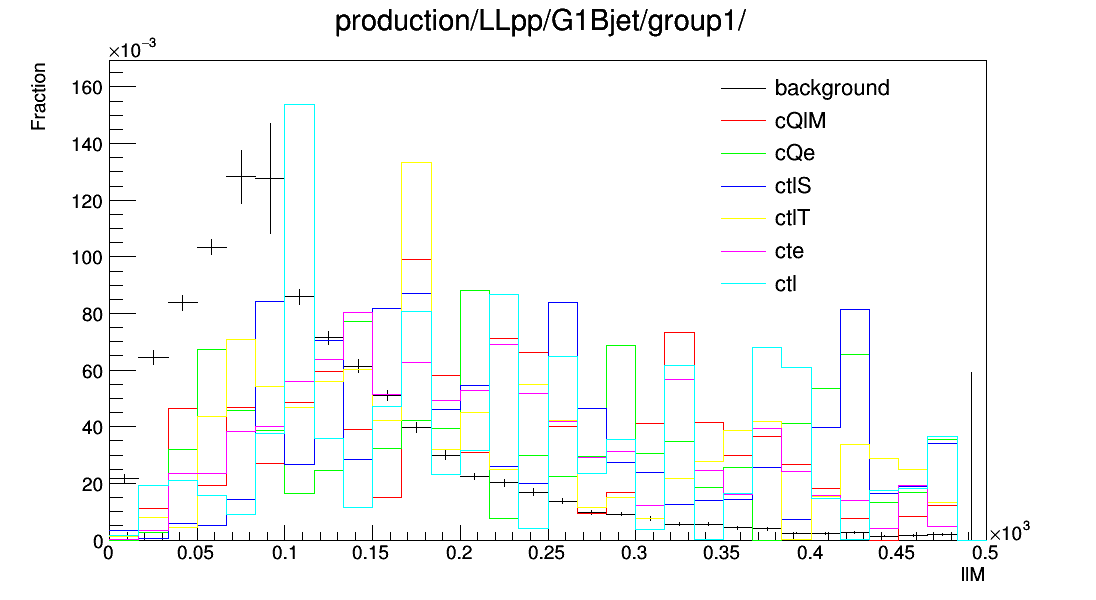 production/LLpp/G1Bjet/group1/
×10⁻³
Fraction
160
140
120
100
80
60
40
20
0
background
cQlM
cQe
ctlS
ctlT
cte
ctl
0 0.05 0.1 0.15 0.2 0.25 0.3 0.35 0.4 0.45 0.5
×10³
llM